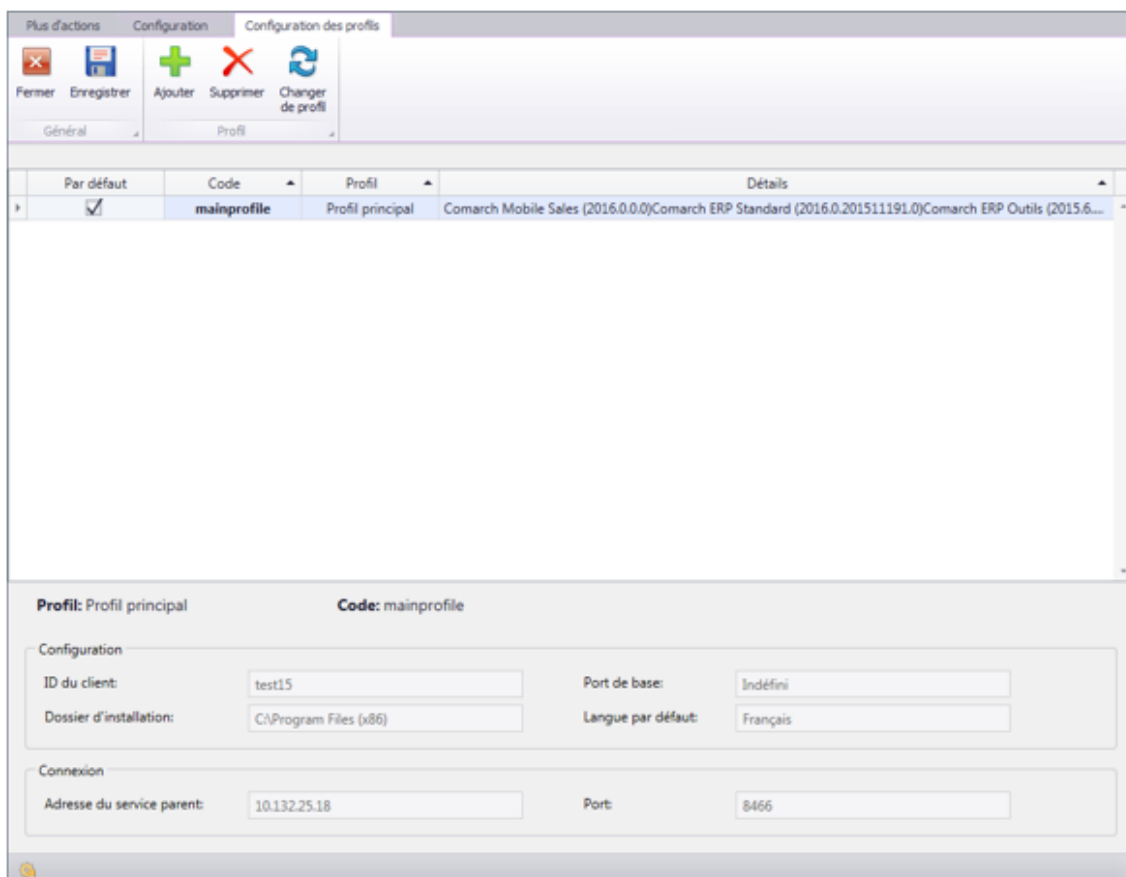 Plus d'actions Configuration Configuration des profils
Fermer Enregistrer Ajouter Supprimer Changer de profil
Général Profil
Par défaut Code Profil Détails
mainprofile Profil principal Comarch Mobile Sales (2016.0.0.0)Comarch ERP Standard (2016.0.201511191.0)Comarch ERP Outils (2015.6....
Profil: Profil principal Code: mainprofile
Configuration
ID du client: test15 Port de base: Indéfini
Dossier d'installation: C:\Program Files (x86) Langue par défaut: Français
Connexion
Adresse du service parent: 10.132.25.18 Port: 8466